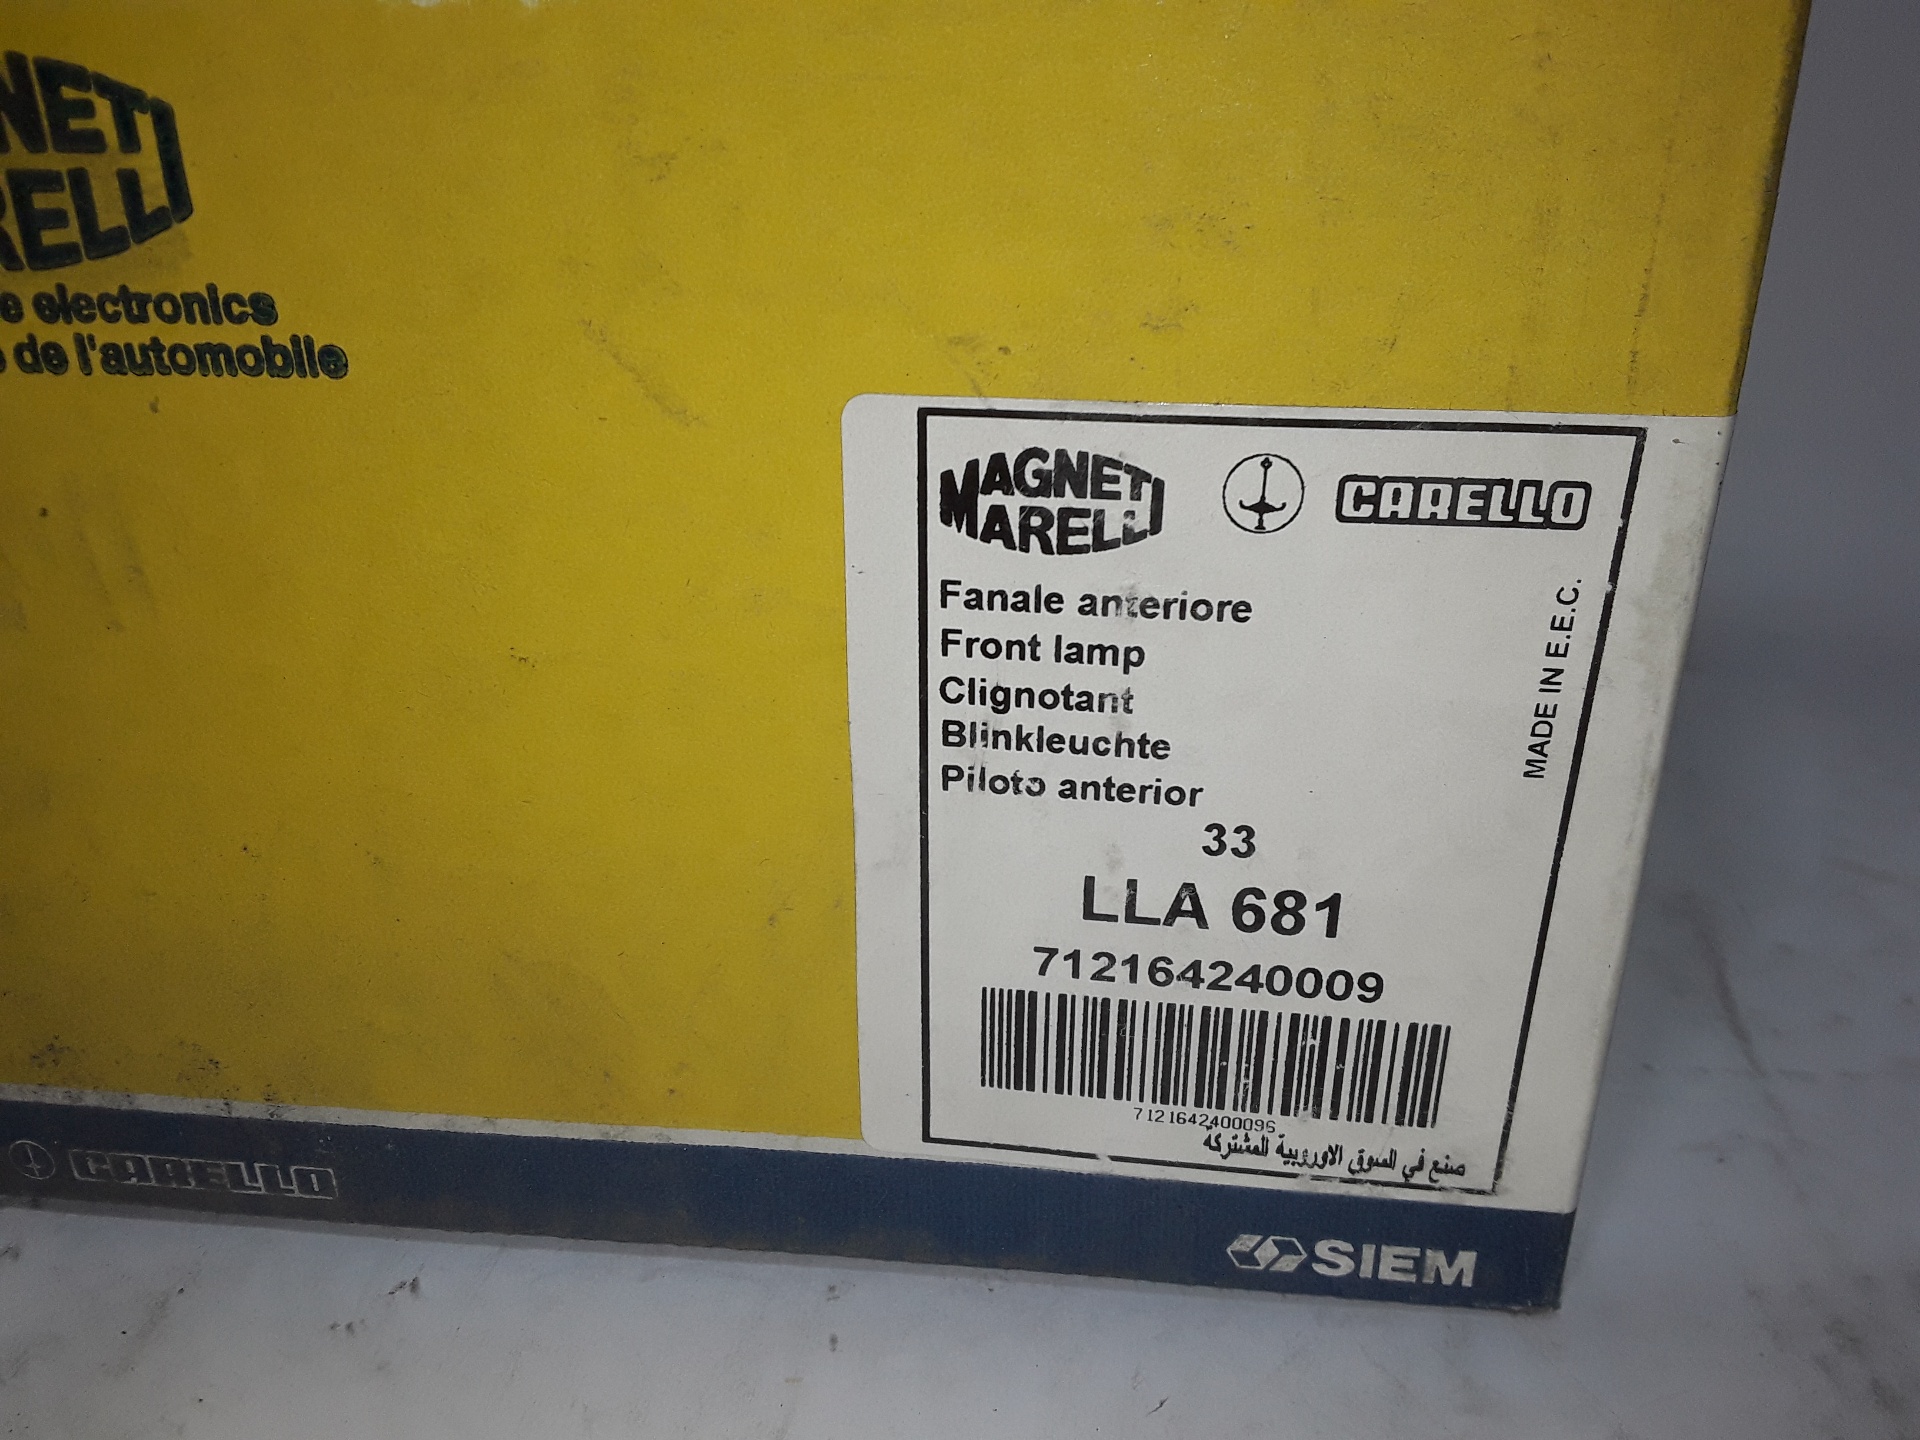 NETI
RELLI
e electronics
de l'automobile
MAGNETI
MARELLI
CARELLO
Fanale anteriore
Front lamp
Clignotant
Blinkleuchte
Piloto anterior
MADE IN E.E.C.
33
LLA 681
712164240009
7121642400096
صنع في السوق الاوروبية المشتركة
CARELLO
SIEM